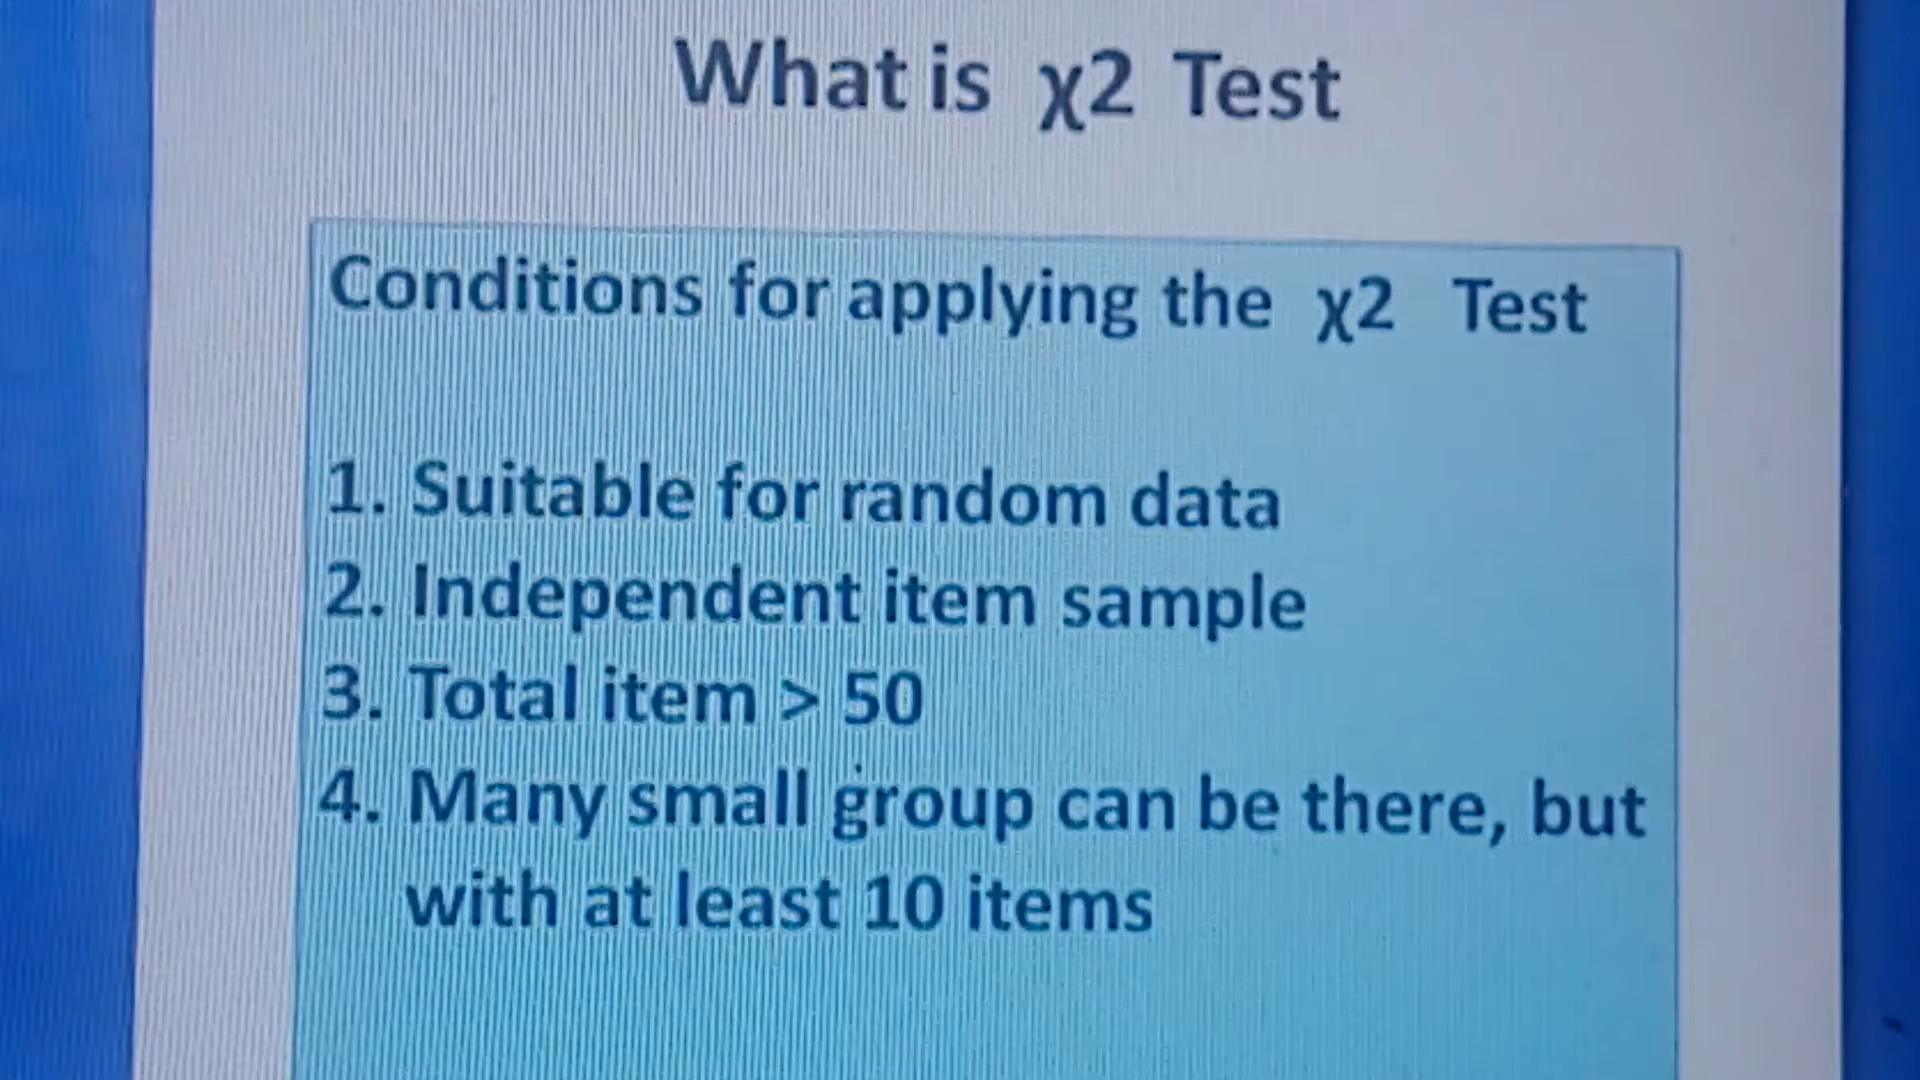 What is χ2 Test
Conditions for applying the χ2 Test
1. Suitable for random data
2. Independent item sample
3. Total item > 50
4. Many small group can be there, but
with at least 10 items